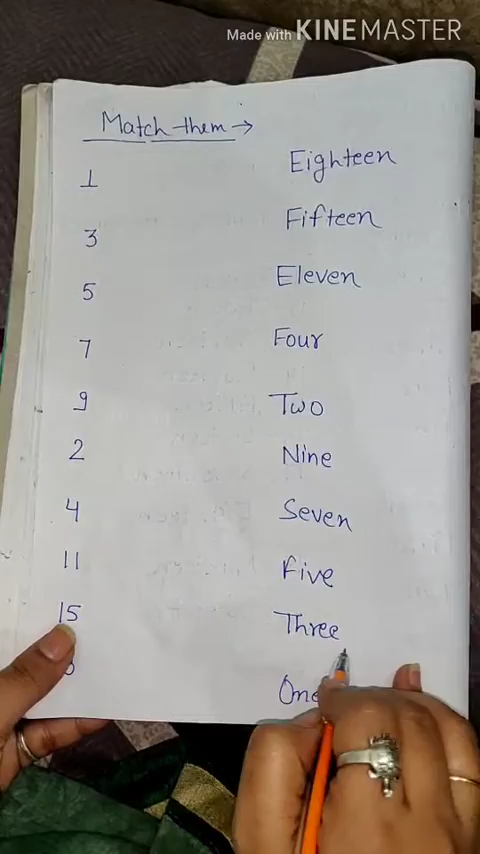 Made with KINEMASTER
Match them →
1 Eighteen
3 Fifteen
5 Eleven
7 Four
9 Two
2 Nine
4 Seven
11 Five
15 Three
One